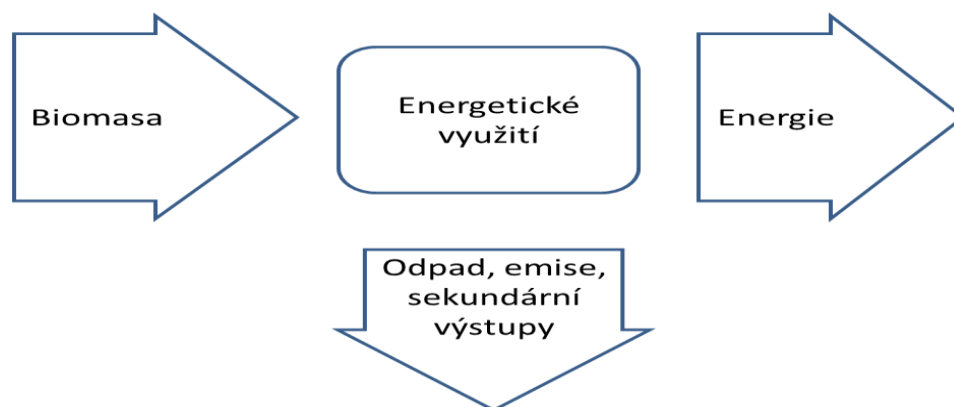 Biomasa
Energetické
využití
Energie
Odpad, emise,
sekundární
výstupy